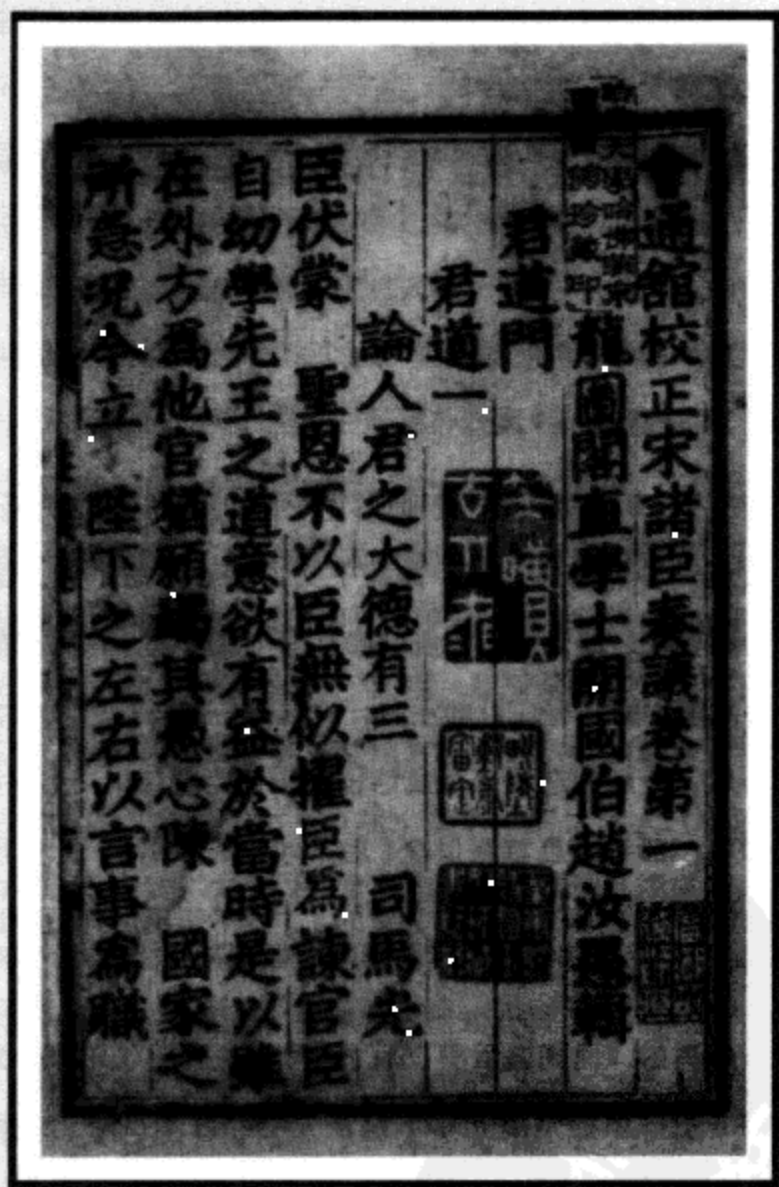 會通館校正宋諸臣奏議卷第一
龍圖閣直學士開國伯趙汝愚輯
君道門
君道一
論人君之大德有三 司馬光
臣伏蒙 聖恩不以臣無似擢臣爲諫官臣
自幼學先王之道意欲有益於當時是以雖
在外方爲他官猶願竭其愚心陳 國家之
所急況今立 陛下之左右以言事爲職